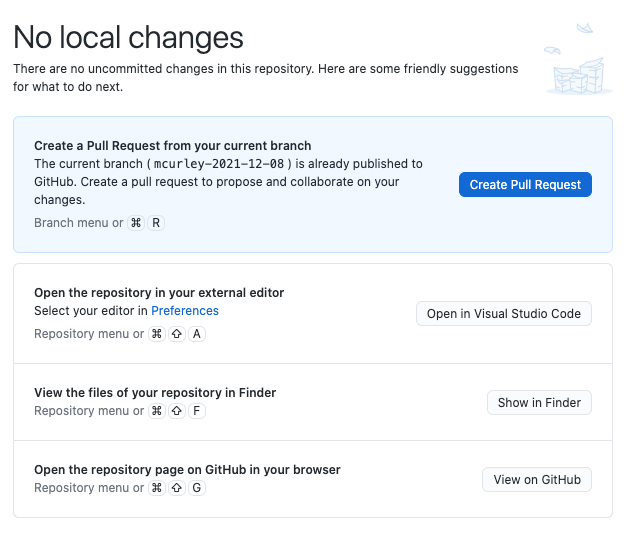 No local changes
There are no uncommitted changes in this repository. Here are some friendly suggestions
for what to do next.
Create a Pull Request from your current branch
The current branch ( mcurley-2021-12-08 ) is already published to
GitHub. Create a pull request to propose and collaborate on your
changes.
Branch menu or ⌘ R
Create Pull Request
Open the repository in your external editor
Select your editor in Preferences
Repository menu or ⌘ ⇧ A
Open in Visual Studio Code
View the files of your repository in Finder
Repository menu or ⌘ ⇧ F
Show in Finder
Open the repository page on GitHub in your browser
Repository menu or ⌘ ⇧ G
View on GitHub